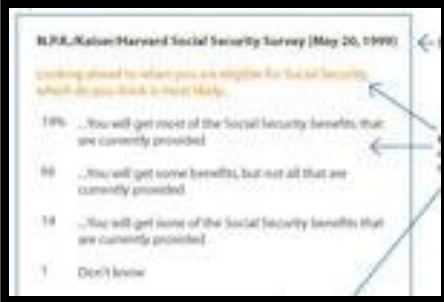 N.P.R./Kaiser/Harvard Social Security Survey (May 20, 1999)
Looking ahead to when you are eligible for Social Security,
which do you think is most likely:
...You will get most of the Social Security benefits that
are currently provided
...You will get some benefits, but not all that are
currently provided
14 ...You will get none of the Social Security benefits that
are currently provided
1 Don't know